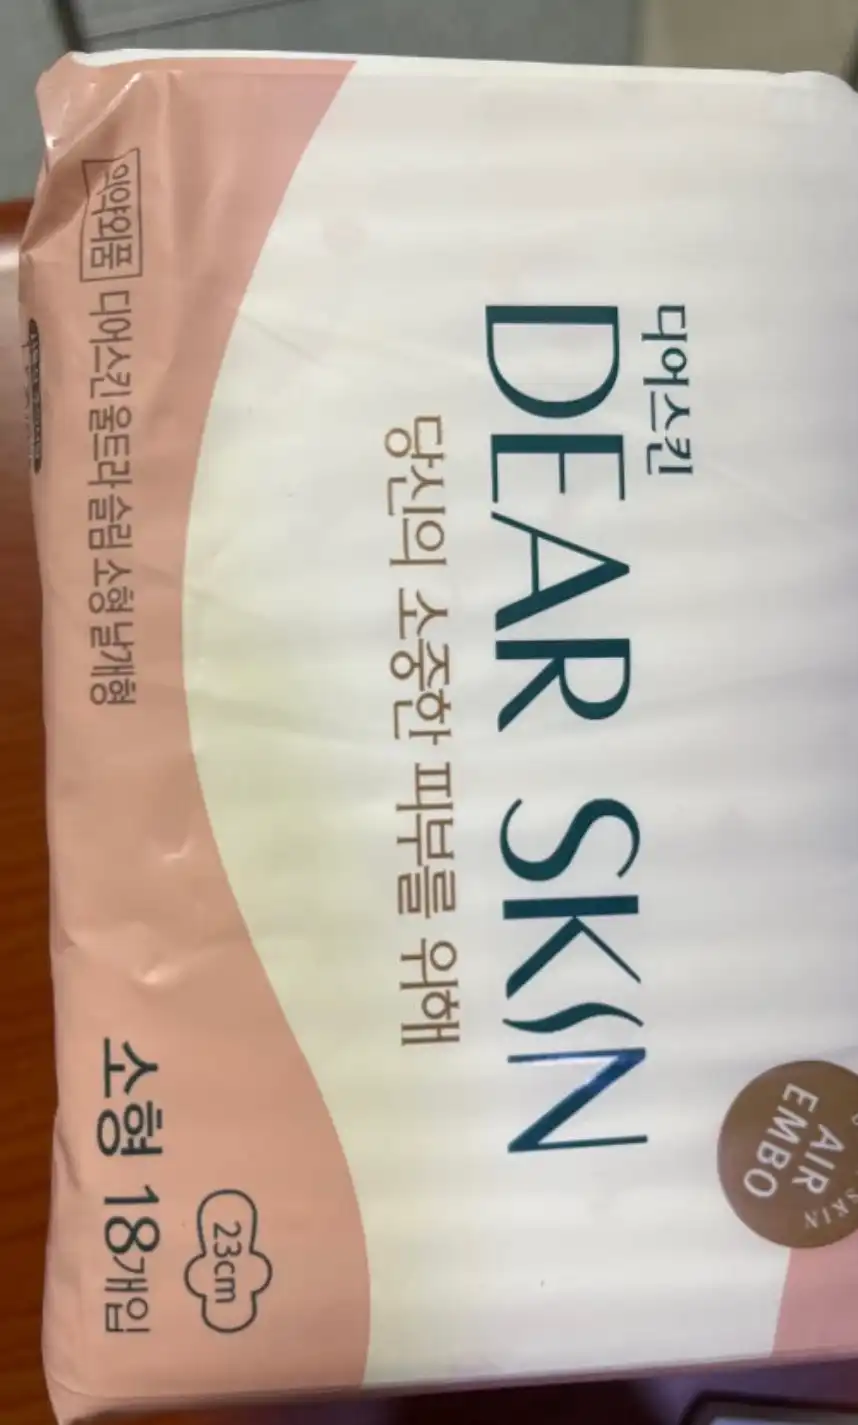 디어스킨
DEAR SKIN
당신의 소중한 피부를 위해
AIR
EMBO
SKIN
23cm
의약외품 디어스킨 울트라 슬림 소형 날개형
소형 18개입